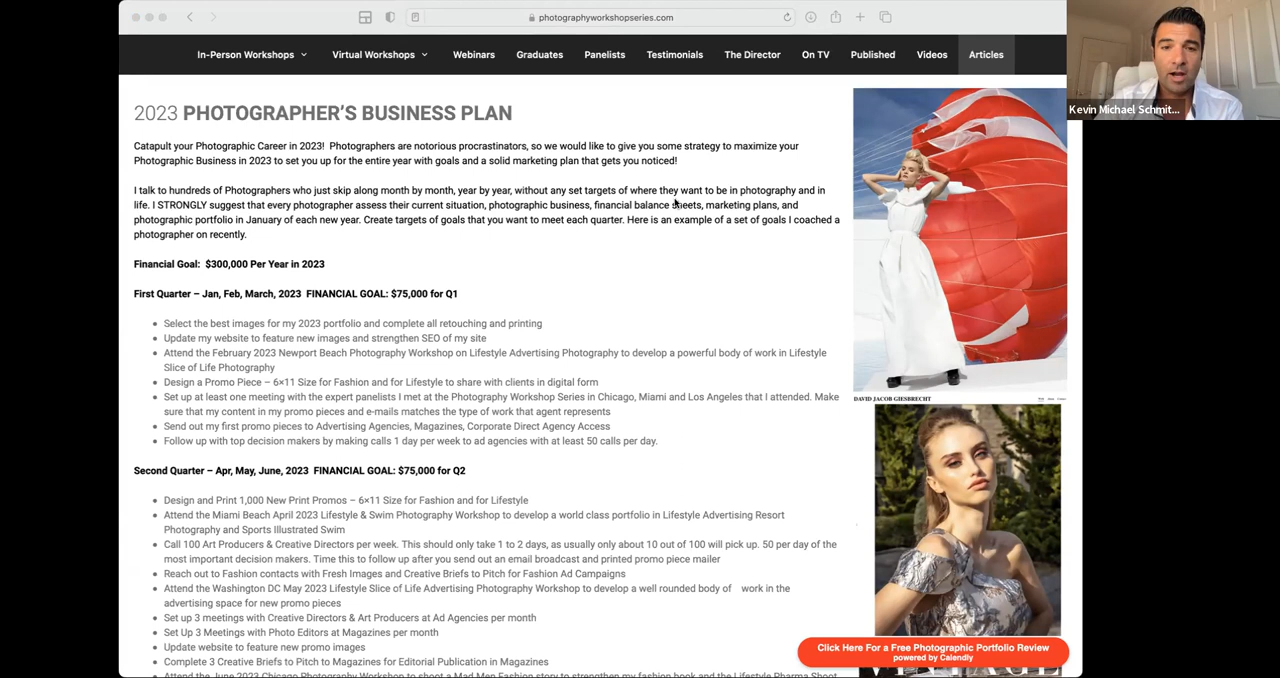 photographyworkshopseries.com
In-Person Workshops
Virtual Workshops
Webinars
Graduates
Panelists
Testimonials
The Director
On TV
Published
Videos
Articles
Kevin Michael Schmit...
2023 PHOTOGRAPHER'S BUSINESS PLAN
Catapult your Photographic Career in 2023!  Photographers are notorious procrastinators, so we would like to give you some strategy to maximize your
Photographic Business in 2023 to set you up for the entire year with goals and a solid marketing plan that gets you noticed!
I talk to hundreds of Photographers who just skip along month by month, year by year, without any set targets of where they want to be in photography and in
life. I STRONGLY suggest that every photographer assess their current situation, photographic business, financial balance sheets, marketing plans, and
photographic portfolio in January of each new year. Create targets of goals that you want to meet each quarter. Here is an example of a set of goals I coached a
photographer on recently.
Financial Goal:  $300,000 Per Year in 2023
First Quarter – Jan, Feb, March, 2023  FINANCIAL GOAL: $75,000 for Q1
• Select the best images for my 2023 portfolio and complete all retouching and printing
• Update my website to feature new images and strengthen SEO of my site
• Attend the February 2023 Newport Beach Photography Workshop on Lifestyle Advertising Photography to develop a powerful body of work in Lifestyle
Slice of Life Photography
• Design a Promo Piece – 6×11 Size for Fashion and for Lifestyle to share with clients in digital form
• Set up at least one meeting with the expert panelists I met at the Photography Workshop Series in Chicago, Miami and Los Angeles that I attended. Make
sure that my content in my promo pieces and e-mails matches the type of work that agent represents
• Send out my first promo pieces to Advertising Agencies, Magazines, Corporate Direct Agency Access
• Follow up with top decision makers by making calls 1 day per week to ad agencies with at least 50 calls per day.
Second Quarter – Apr, May, June, 2023  FINANCIAL GOAL: $75,000 for Q2
• Design and Print 1,000 New Print Promos – 6×11 Size for Fashion and for Lifestyle
• Attend the Miami Beach April 2023 Lifestyle & Swim Photography Workshop to develop a world class portfolio in Lifestyle Advertising Resort
Photography and Sports Illustrated Swim
• Call 100 Art Producers & Creative Directors per week. This should only take 1 to 2 days, as usually only about 10 out of 100 will pick up. 50 per day of the
most important decision makers. Time this to follow up after you send out an email broadcast and printed promo piece mailer
• Reach out to Fashion contacts with Fresh Images and Creative Briefs to Pitch for Fashion Ad Campaigns
• Attend the Washington DC May 2023 Lifestyle Slice of Life Advertising Photography Workshop to develop a well rounded body of   work in the
advertising space for new promo pieces
• Set up 3 meetings with Creative Directors & Art Producers at Ad Agencies per month
• Set Up 3 Meetings with Photo Editors at Magazines per month
• Update website to feature new promo images
• Complete 3 Creative Briefs to Pitch to Magazines for Editorial Publication in Magazines
Attend the June 2023 Chicago Photography Workshop to shoot a Mad Men Fashion story to strengthen my fashion book and the Lifestyle Pharma Shoot
DAVID JACOB GIESBRECHT
Click Here For a Free Photographic Portfolio Review
powered by Calendly